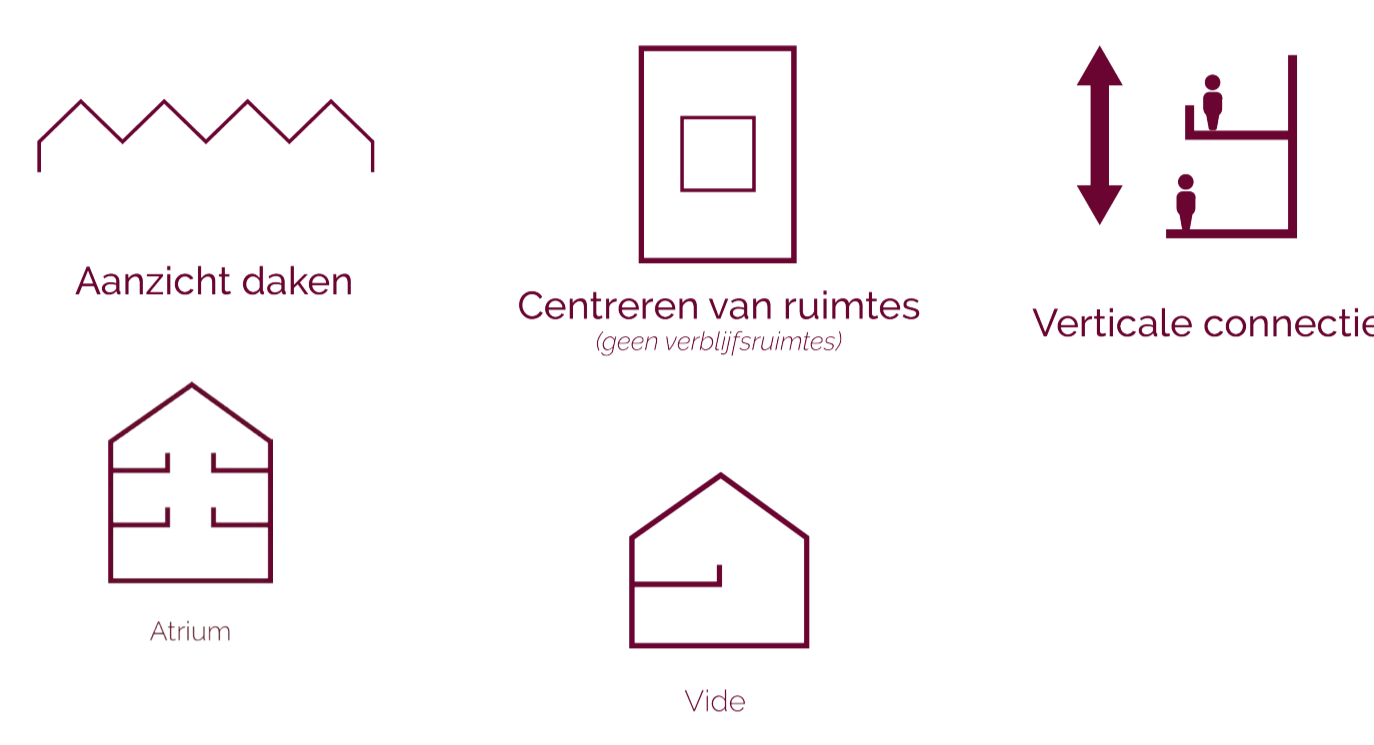 Aanzicht daken
Centreren van ruimtes
(geen verblijfsruimtes)
Verticale connectie
Atrium
Vide